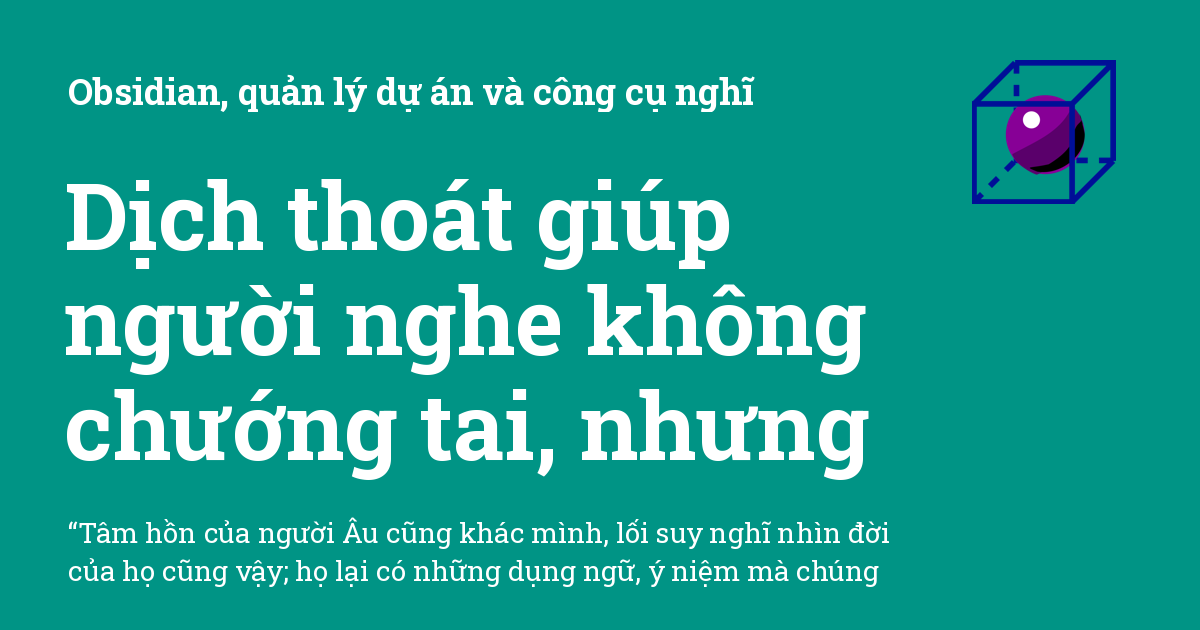 Obsidian, quản lý dự án và công cụ nghĩ
Dịch thoát giúp
người nghe không
chướng tai, nhưng
“Tâm hồn của người Âu cũng khác mình, lối suy nghĩ nhìn đời
của họ cũng vậy; họ lại có những dụng ngữ, ý niệm mà chúng